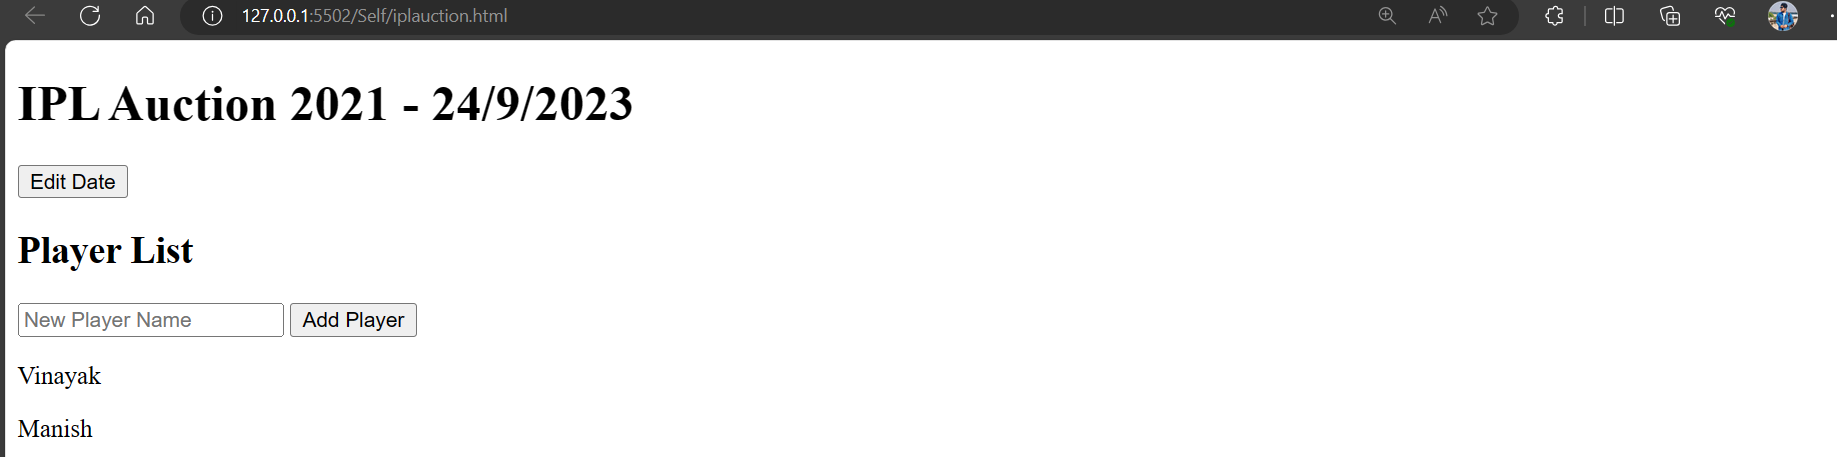 127.0.0.1:5502/Self/iplauction.html
IPL Auction 2021 - 24/9/2023
Edit Date
Player List
New Player Name Add Player
Vinayak
Manish